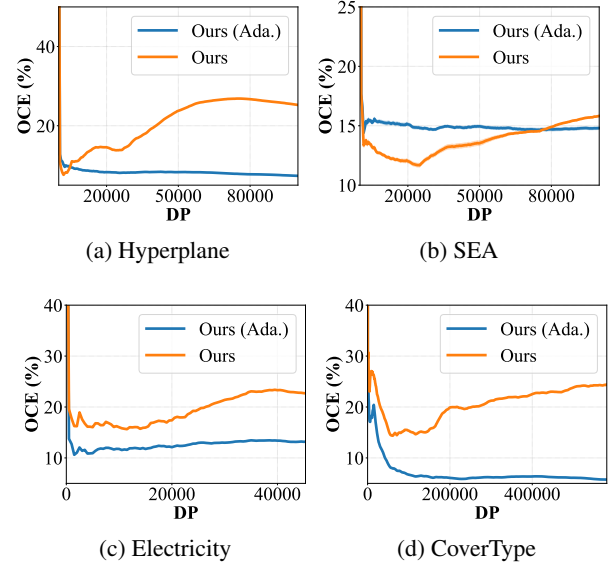 OCE (%)
40
20
Ours (Ada.)
Ours
20000 50000 80000
DP
(a) Hyperplane
OCE (%)
25
20
15
10
Ours (Ada.)
Ours
20000 50000 80000
DP
(b) SEA
OCE (%)
40
30
20
10
Ours (Ada.)
Ours
0 20000 40000
DP
(c) Electricity
OCE (%)
40
30
20
10
Ours (Ada.)
Ours
0 200000 400000
DP
(d) CoverType